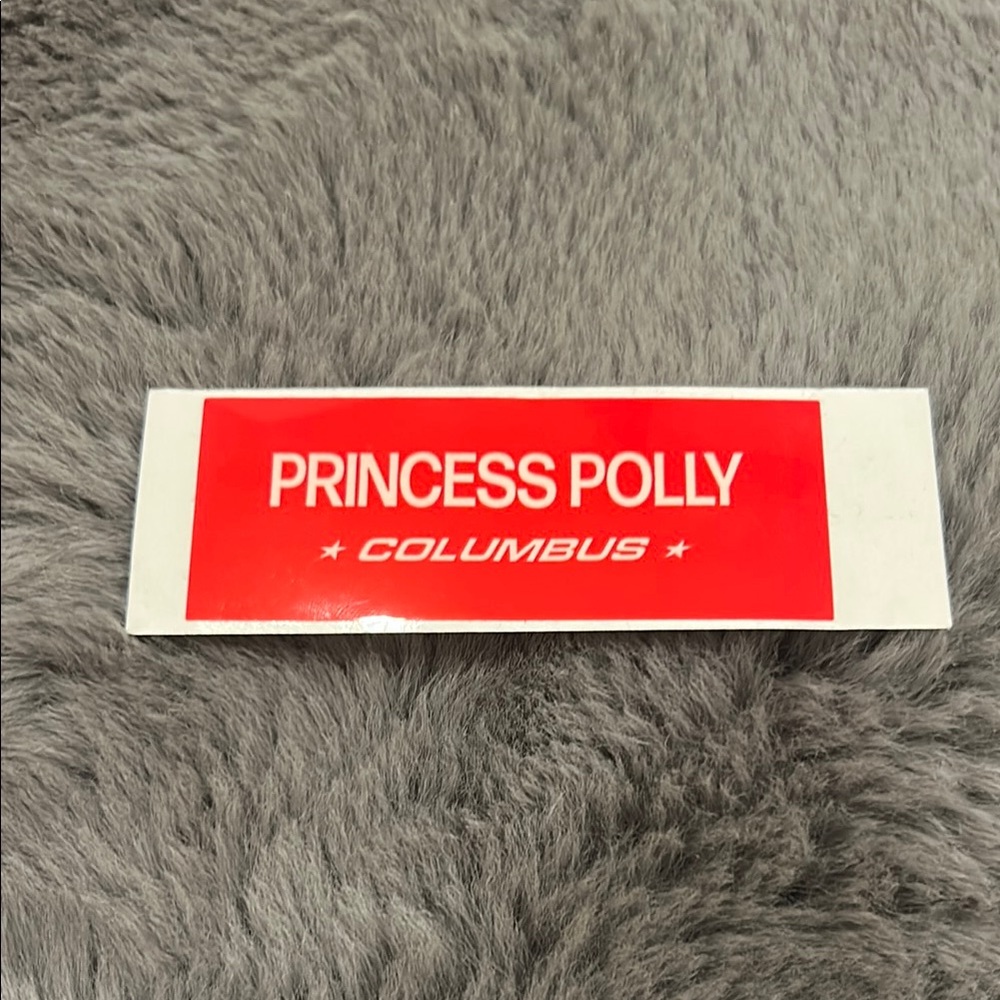 PRINCESS POLLY
★ COLUMBUS ★